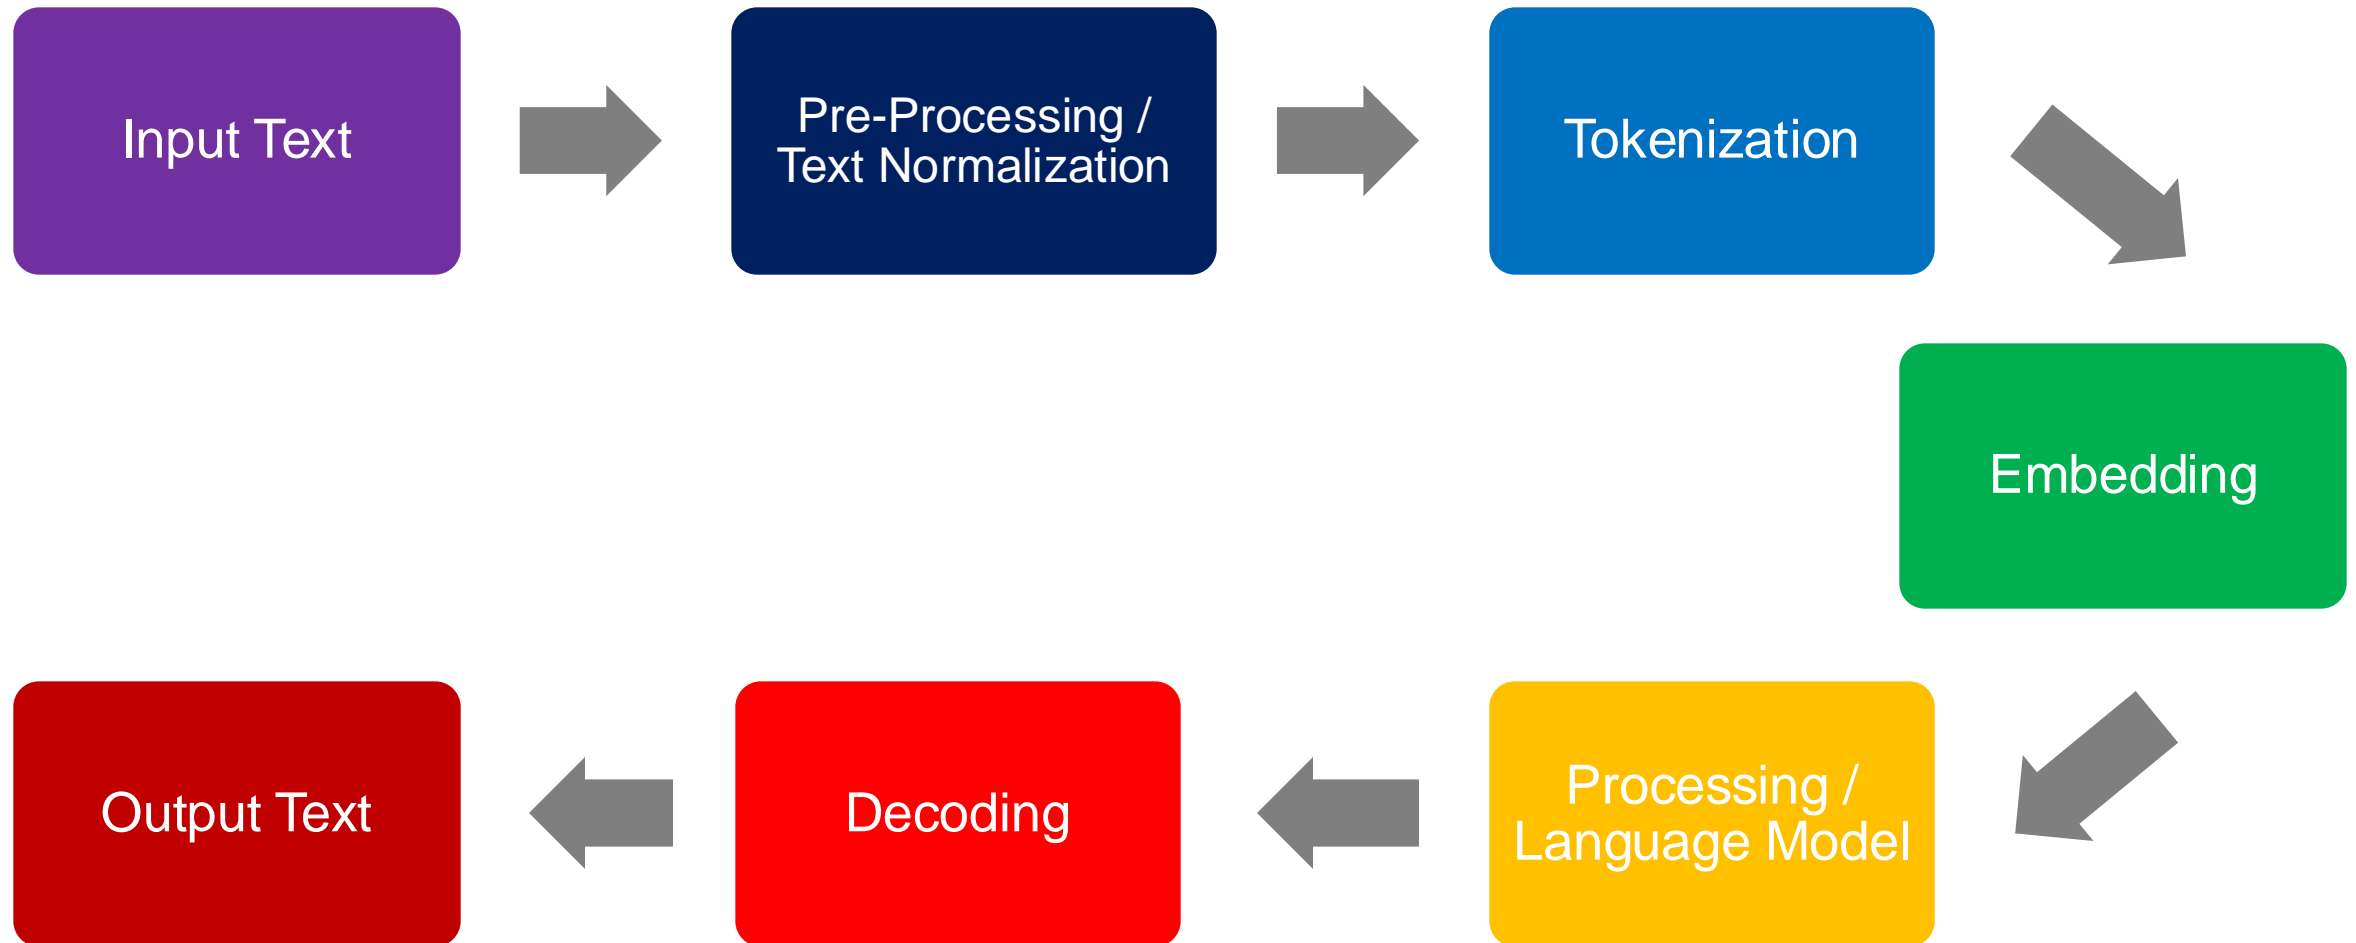 Input Text
Pre-Processing /
Text Normalization
Tokenization
Embedding
Processing /
Language Model
Decoding
Output Text